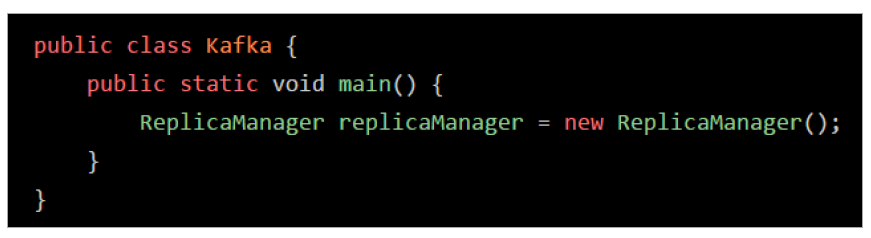 public class Kafka {
    public static void main() {
        ReplicaManager replicaManager = new ReplicaManager();
    }
}